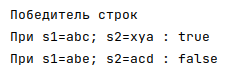 Победитель строк
При s1=abc; s2=xya : true
При s1=abe; s2=acd : false